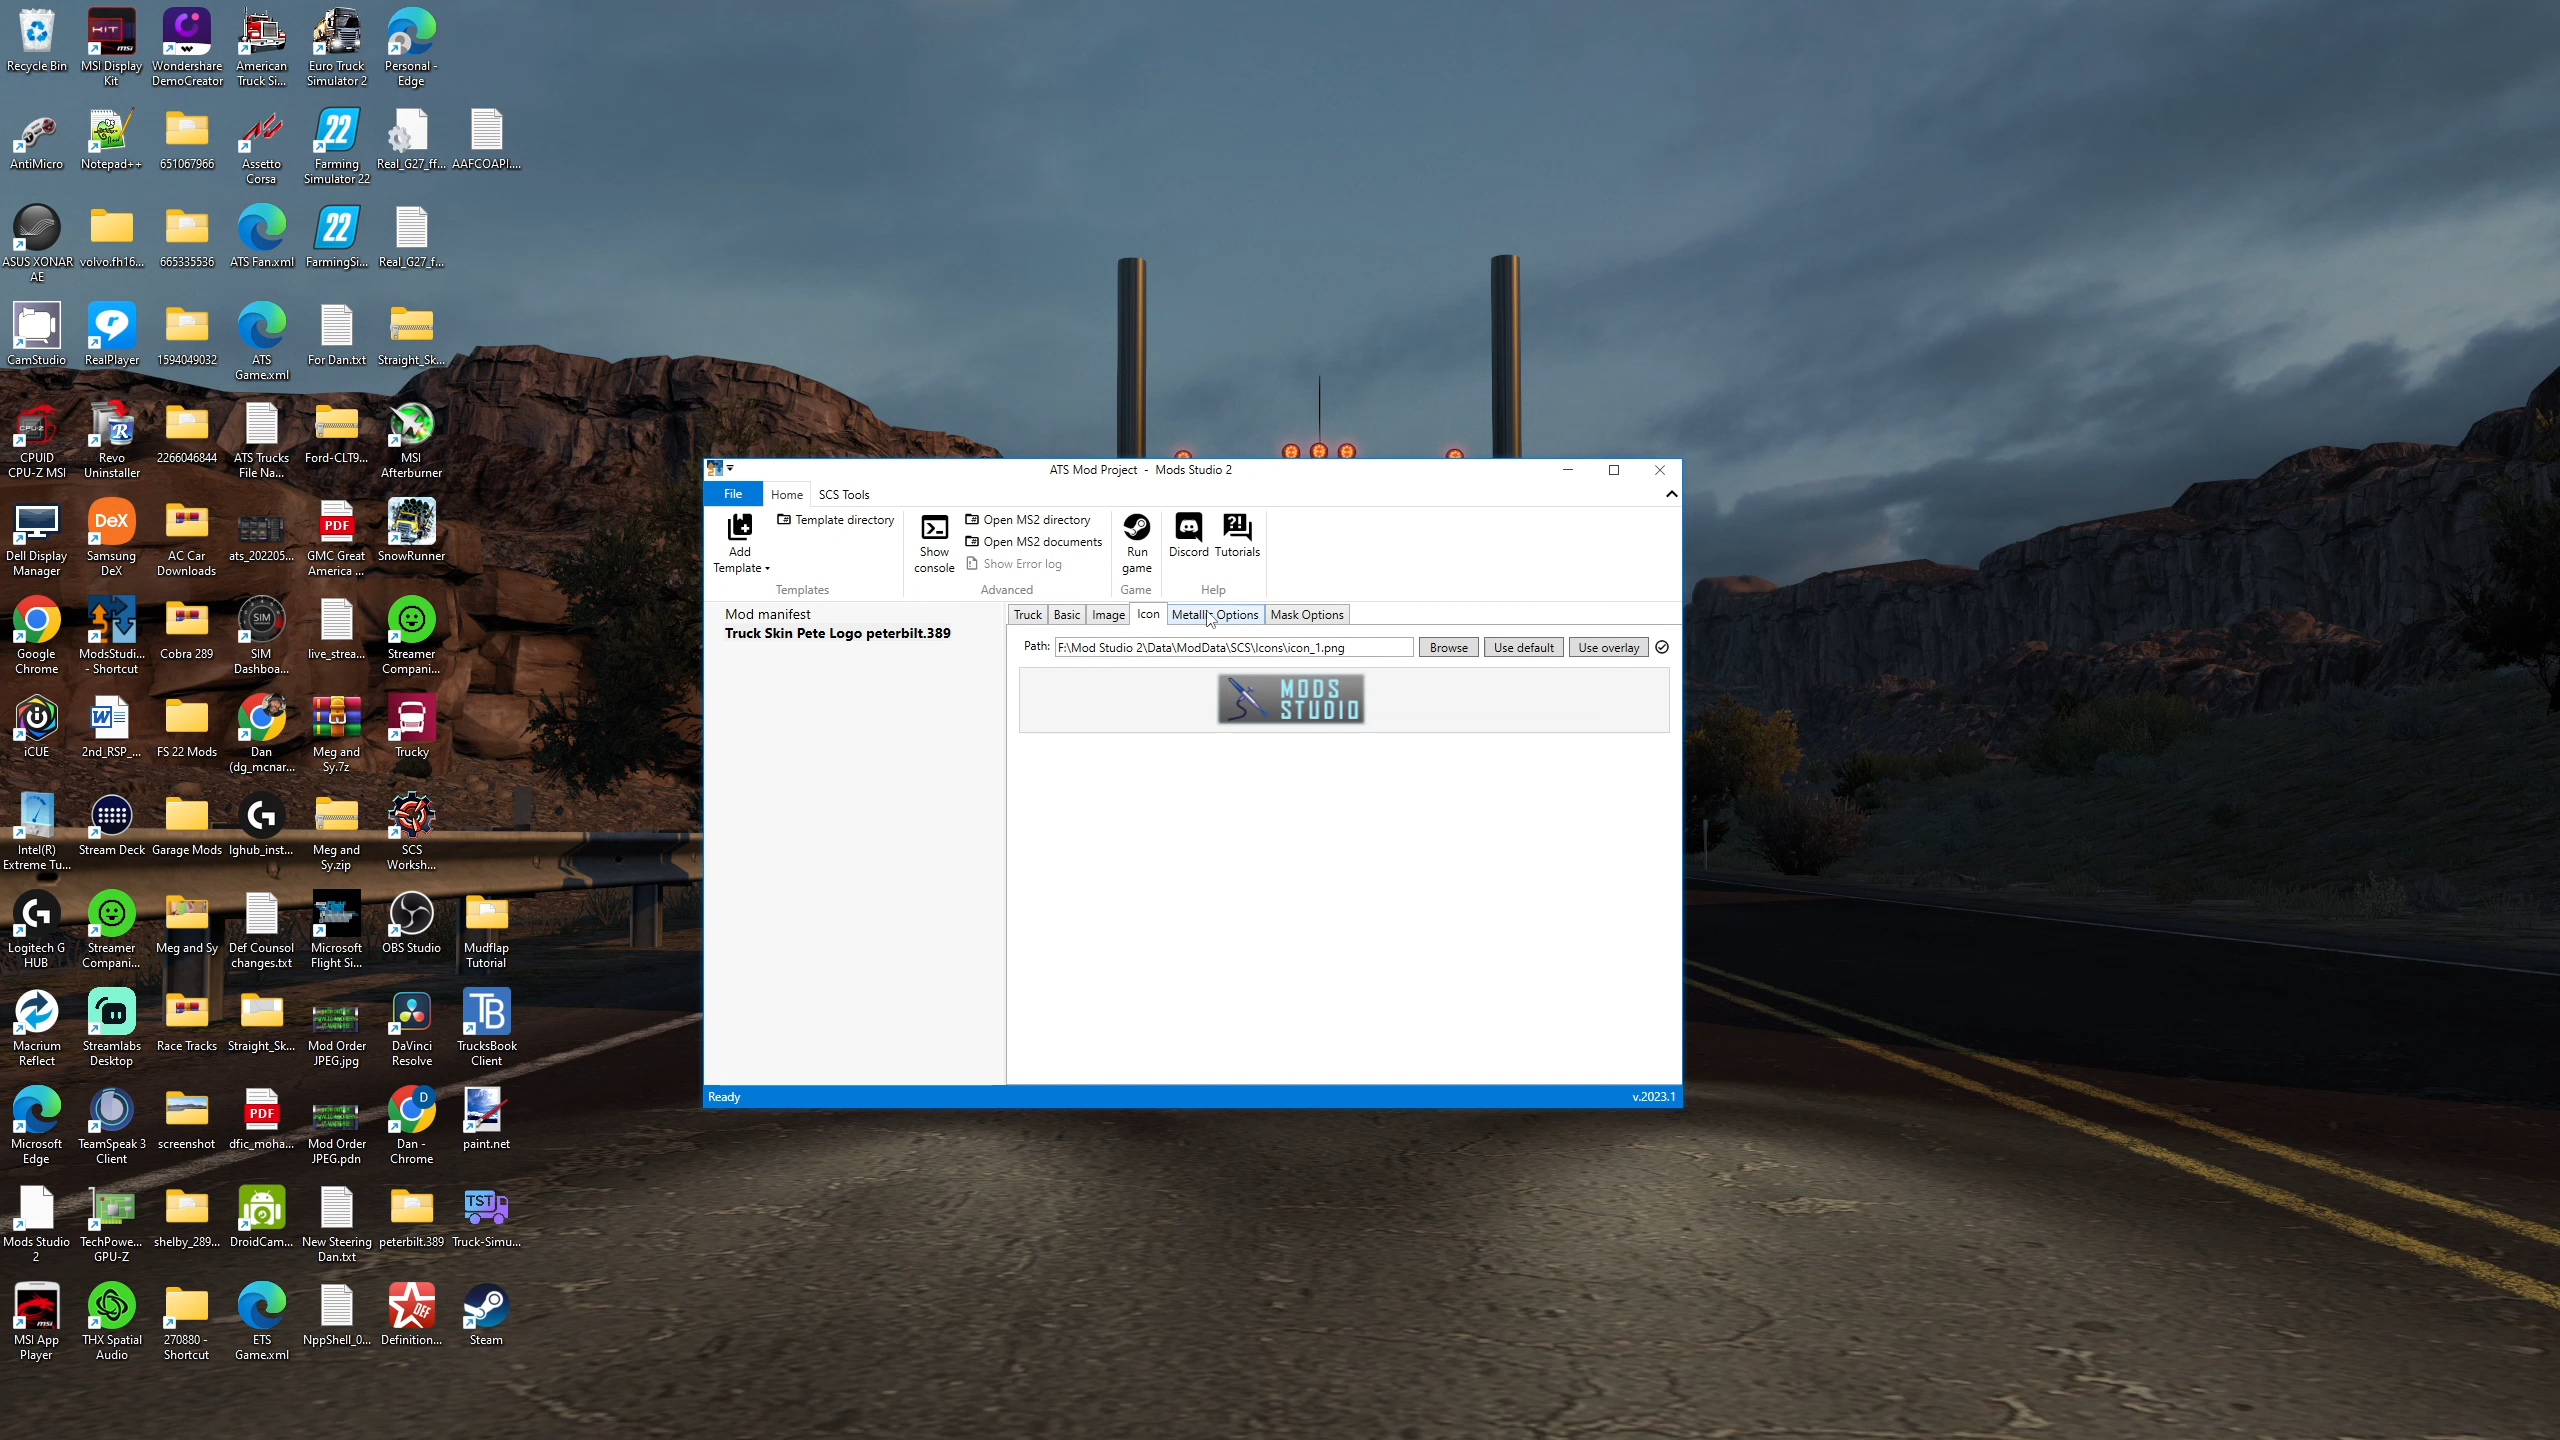 Recycle Bin
MSI Display Kit
Wondershare DemoCreator
American Truck Si...
Euro Truck Simulator 2
Personal - Edge
AntiMicro
Notepad++
651067966
Assetto Corsa
Farming Simulator 22
Real_G27_ff...
AAFCOAPI....
ASUS XONAR AE
volvo.fh16...
665335536
ATS Fan.xml
FarmingSi...
Real_G27_f...
CamStudio
RealPlayer
1594049032
ATS Game.xml
For Dan.txt
Straight_Sk...
CPUID CPU-Z MSI
Revo Uninstaller
2266046844
ATS Trucks File Na...
Ford-CLT9...
MSI Afterburner
Dell Display Manager
Samsung DeX
AC Car Downloads
ats_202205...
GMC Great America ...
SnowRunner
Google Chrome
ModsStudi... - Shortcut
Cobra 289
SIM Dashboa...
live_strea...
Streamer Compani...
iCUE
2nd_RSP_...
FS 22 Mods
Dan (dg_mcnar...
Meg and Sy.7z
Trucky
Intel(R) Extreme Tu...
Stream Deck
Garage Mods
lghub_inst...
Meg and Sy.zip
SCS Worksh...
Logitech G HUB
Streamer Compani...
Meg and Sy
Def Counsol changes.txt
Microsoft Flight Si...
OBS Studio
Mudflap Tutorial
Macrium Reflect
Streamlabs Desktop
Race Tracks
Straight_Sk...
Mod Order JPEG.jpg
DaVinci Resolve
TrucksBook Client
Microsoft Edge
TeamSpeak 3 Client
screenshot
dfic_moha...
Mod Order JPEG.pdn
Dan - Chrome
paint.net
Mods Studio 2
TechPowe... GPU-Z
shelby_289...
DroidCam...
New Steering Dan.txt
peterbilt.389
Truck-Simu...
MSI App Player
THX Spatial Audio
270880 - Shortcut
ETS Game.xml
NppShell_0...
Definition...
Steam
ATS Mod Project - Mods Studio 2
File Home SCS Tools
Add Template
Template directory
Templates
Show console
Open MS2 directory
Open MS2 documents
Show Error log
Advanced
Run game
Game
Discord
Tutorials
Help
Mod manifest
Truck Skin Pete Logo peterbilt.389
Truck Basic Image Icon Metallic Options Mask Options
Path: F:\Mod Studio 2\Data\ModData\SCS\Icons\icon_1.png Browse Use default Use overlay
MODS
STUDIO
Ready
v.2023.1